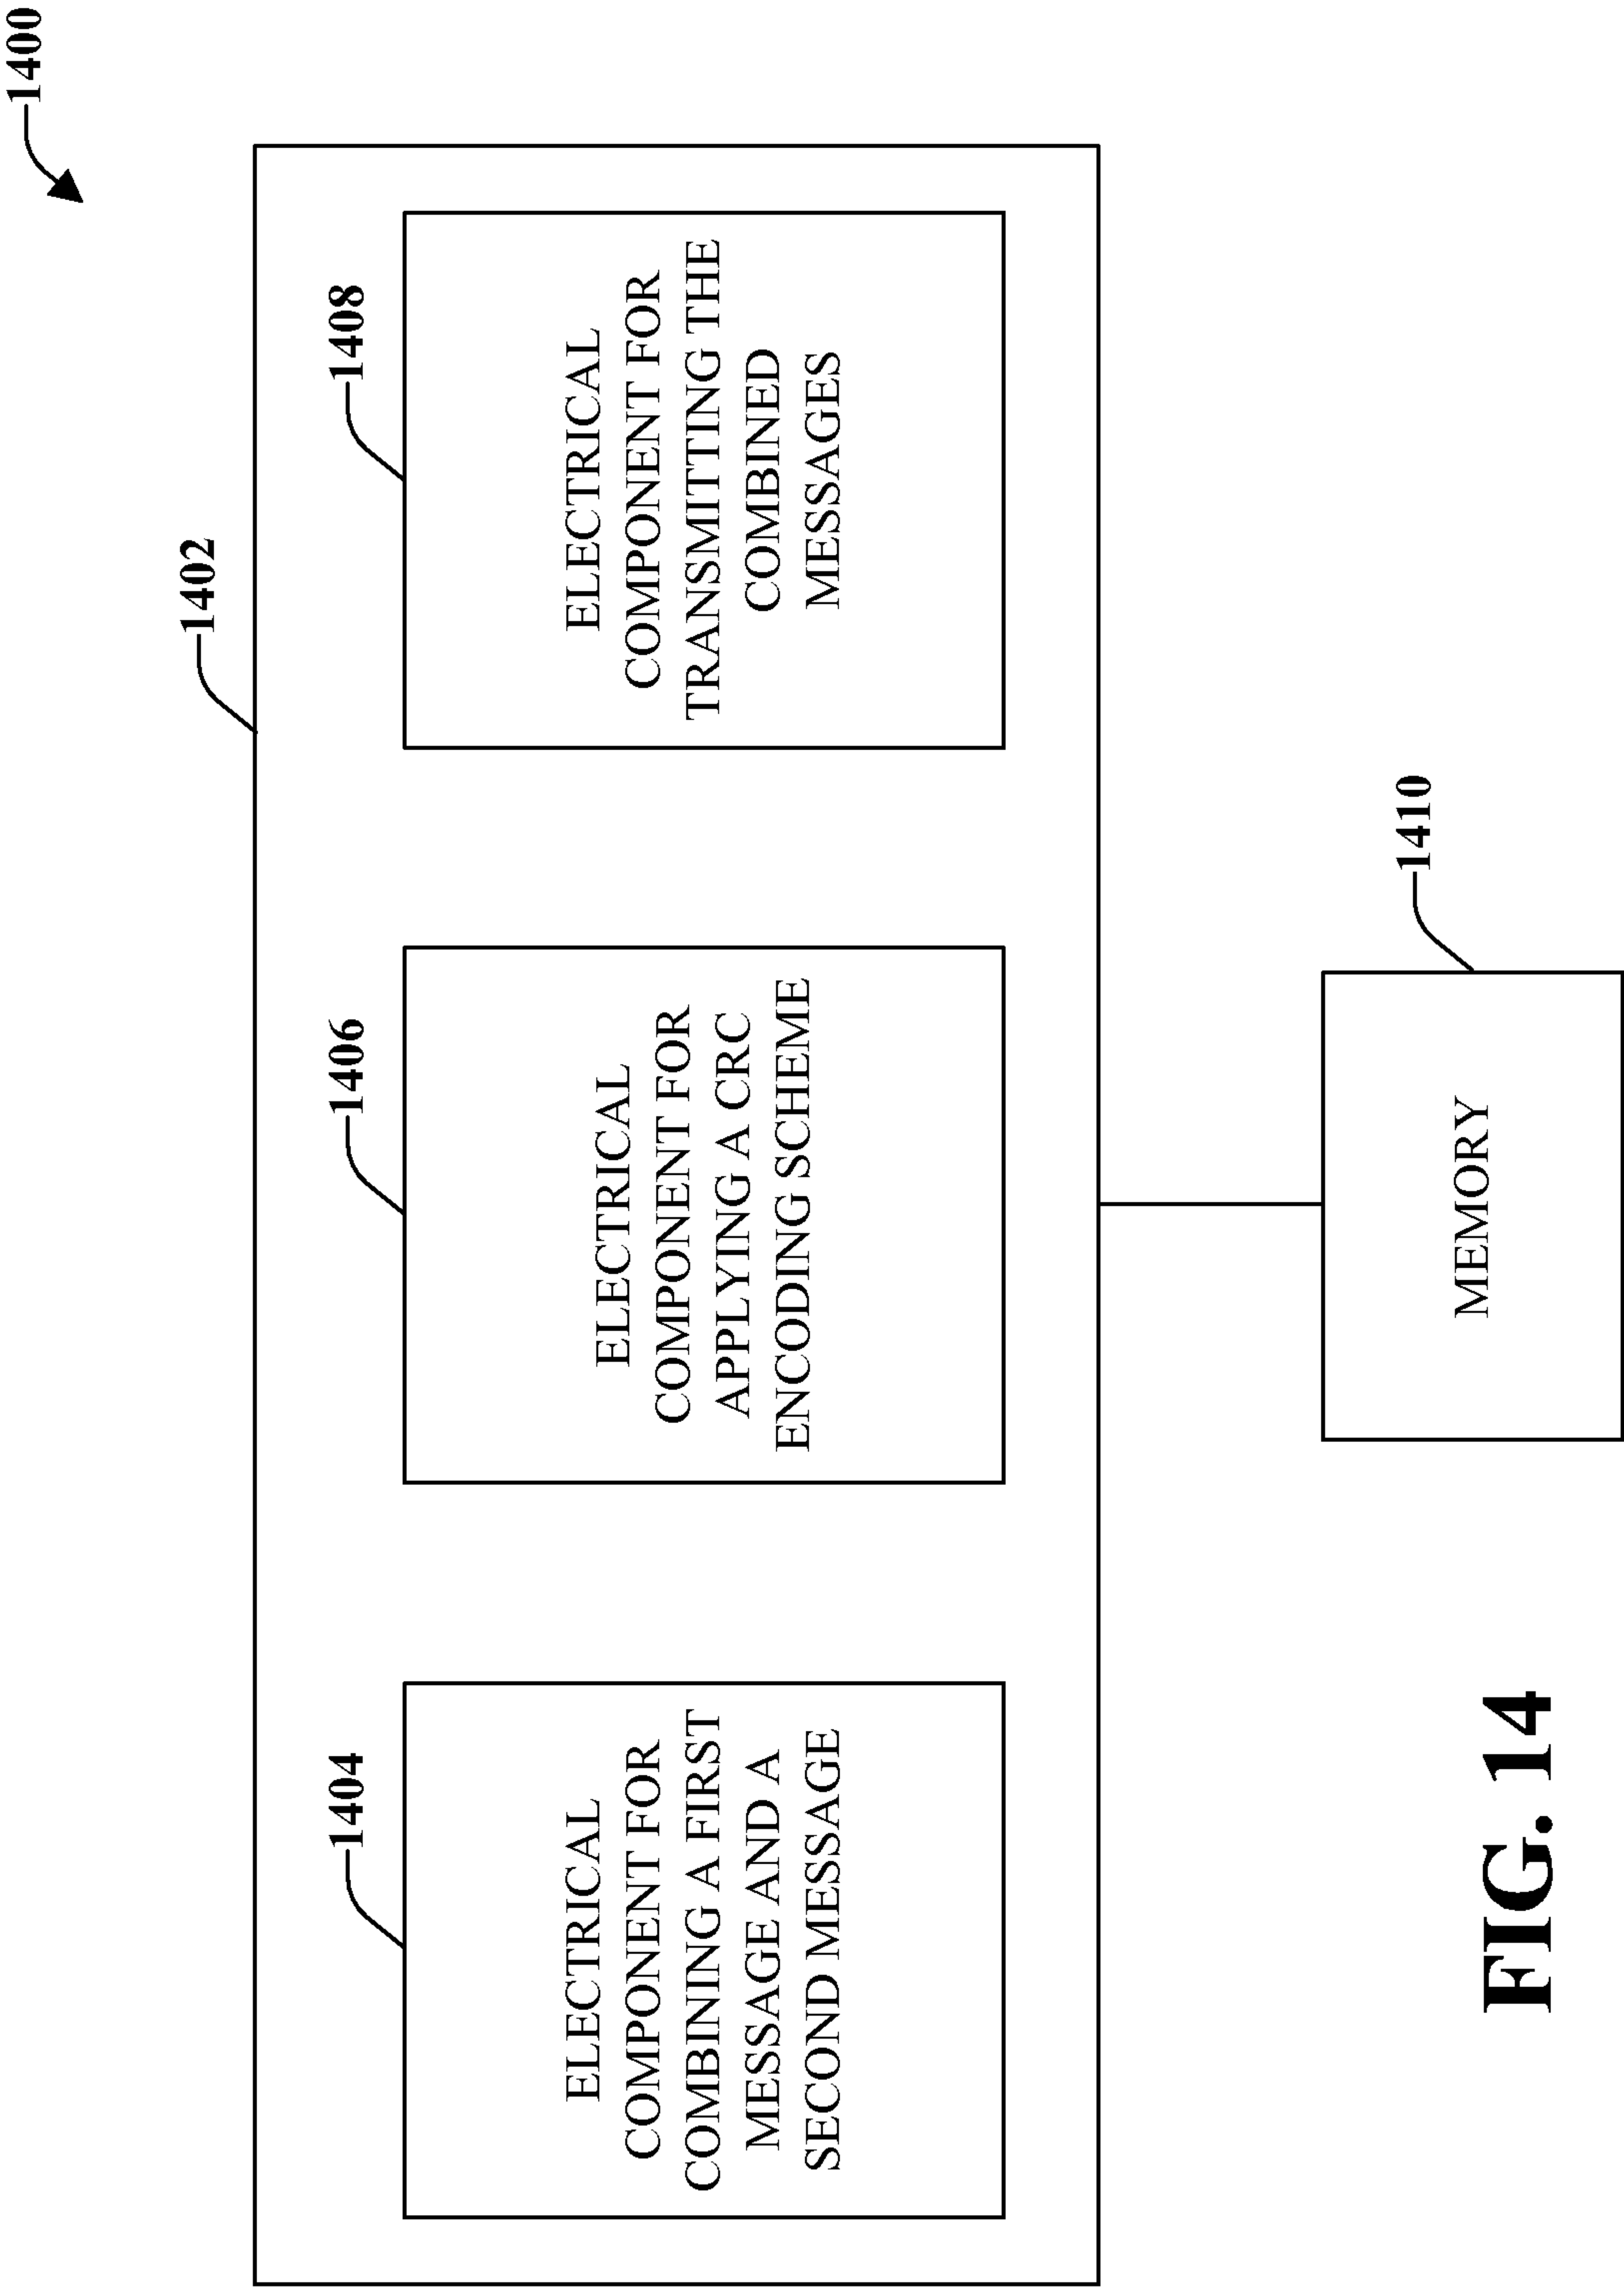 1400
1402
1404
ELECTRICAL
COMPONENT FOR
COMBINING A FIRST
MESSAGE AND A
SECOND MESSAGE
1406
ELECTRICAL
COMPONENT FOR
APPLYING A CRC
ENCODING SCHEME
1408
ELECTRICAL
COMPONENT FOR
TRANSMITTING THE
COMBINED
MESSAGES
1410
MEMORY
FIG. 14